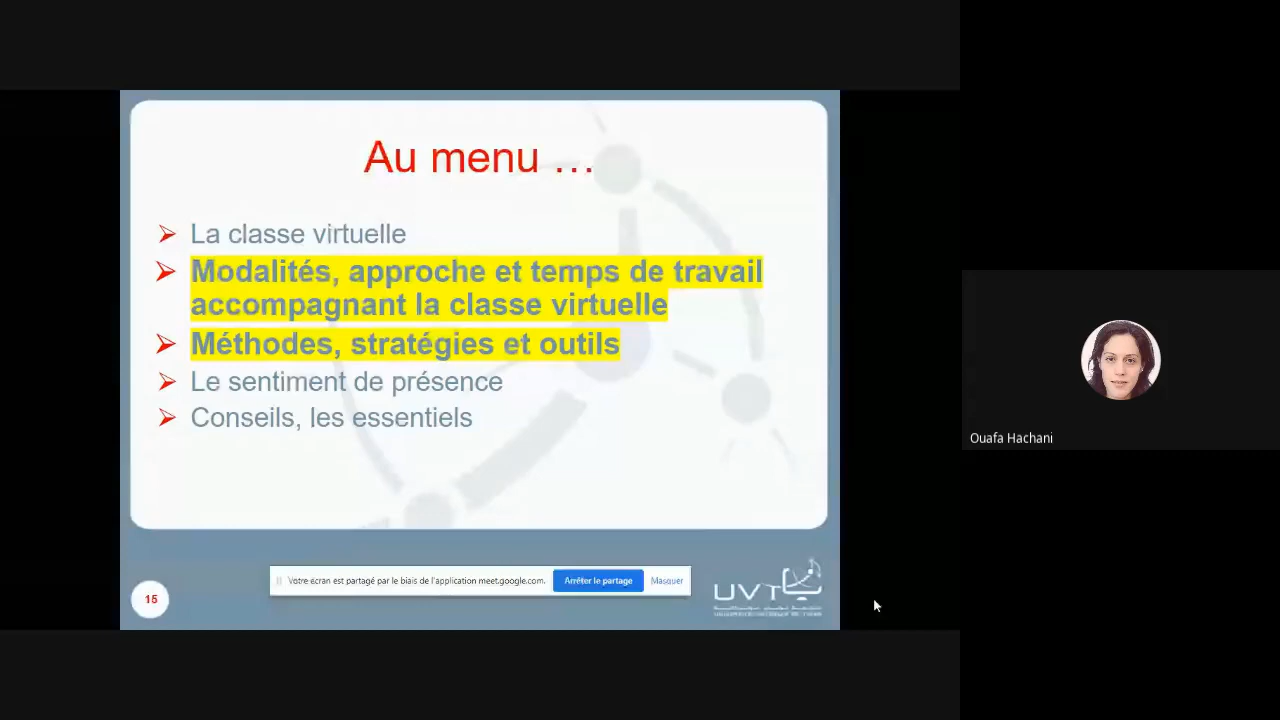 Au menu ...
La classe virtuelle
Modalités, approche et temps de travail
accompagnant la classe virtuelle
Méthodes, stratégies et outils
Le sentiment de présence
Conseils, les essentiels
Ouafa Hachani
Votre écran est partagé par le biais de l'application meet.google.com.
Arrêter le partage
Masquer
UVT
15